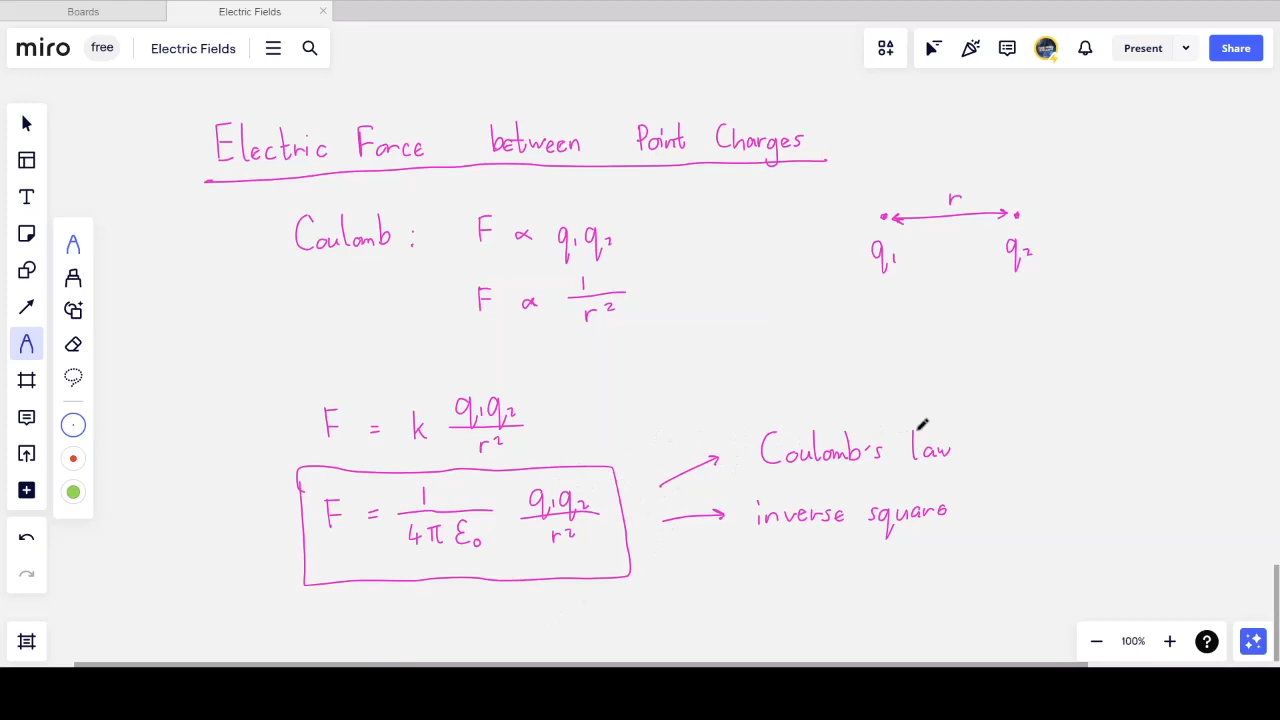 Boards
Electric Fields
miro free Electric Fields
Present
Share
Electric Force between Point Charges
Coulomb : F ∝ q₁q₂
r
q₁ q₂
F ∝ 1/r²
F = k q₁q₂/r²
F = 1/4πε₀ q₁q₂/r²
Coulomb's law
inverse square
100%